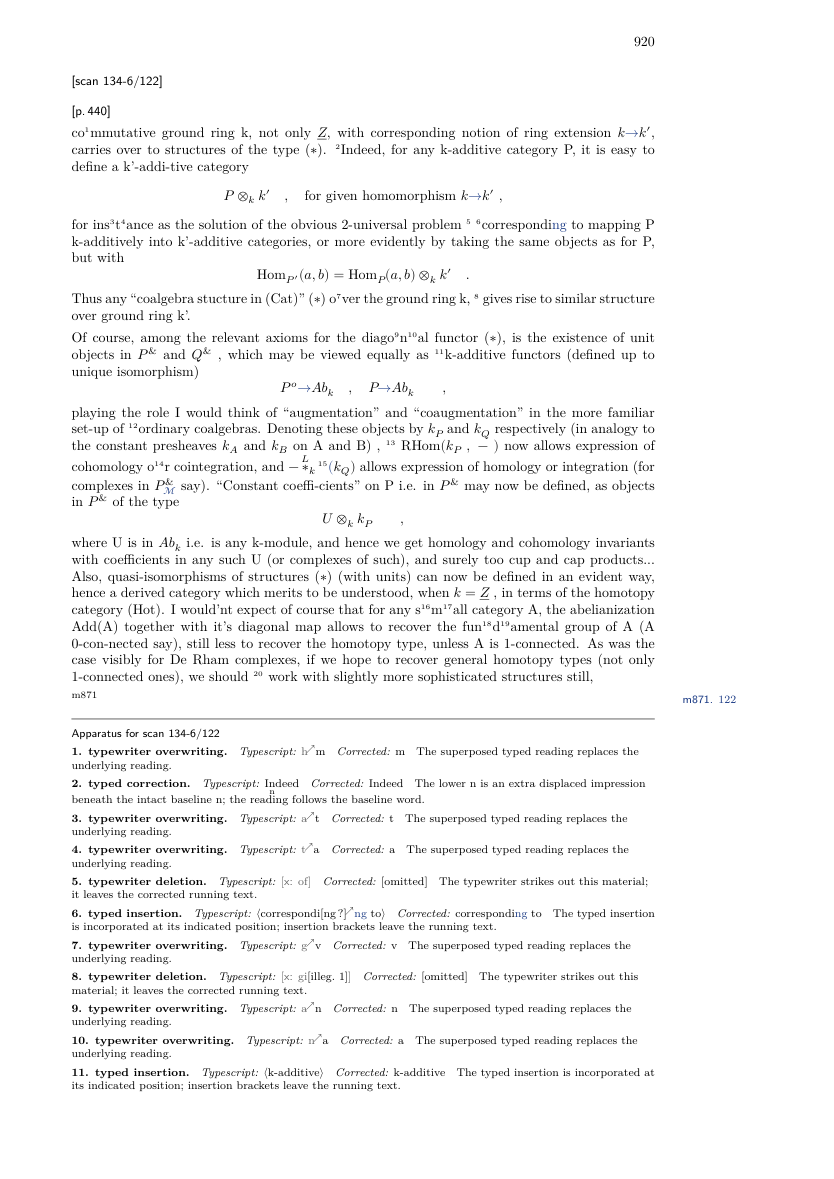 920
[scan 134-6/122]
[p. 440]
co¹mmutative ground ring k, not only Z, with corresponding notion of ring extension k→k′,
carries over to structures of the type (∗). ²Indeed, for any k-additive category P, it is easy to
define a k'-addi-tive category
P ⊗ₖ k′ , for given homomorphism k→k′ ,
for ins³t⁴ance as the solution of the obvious 2-universal problem ⁵ ⁶corresponding to mapping P
k-additively into k'-additive categories, or more evidently by taking the same objects as for P,
but with
Hom_{P′}(a, b) = Hom_P(a, b) ⊗ₖ k′ .
Thus any “coalgebra stucture in (Cat)” (∗) o⁷ver the ground ring k, ⁸ gives rise to similar structure
over ground ring k'.
Of course, among the relevant axioms for the diago⁹n¹⁰al functor (∗), is the existence of unit
objects in P^& and Q^& , which may be viewed equally as ¹¹k-additive functors (defined up to
unique isomorphism)
P^o→Abₖ , P→Abₖ ,
playing the role I would think of “augmentation” and “coaugmentation” in the more familiar
set-up of ¹²ordinary coalgebras. Denoting these objects by k_P and k_Q respectively (in analogy to
the constant presheaves k_A and k_B on A and B) , ¹³ RHom(k_P , − ) now allows expression of
cohomology o¹⁴r cointegration, and − L∗ₖ ¹⁵(k_Q) allows expression of homology or integration (for
complexes in P^&_M say). “Constant coeffi-cients” on P i.e. in P^& may now be defined, as objects
in P^& of the type
U ⊗ₖ k_P ,
where U is in Abₖ i.e. is any k-module, and hence we get homology and cohomology invariants
with coefficients in any such U (or complexes of such), and surely too cup and cap products...
Also, quasi-isomorphisms of structures (∗) (with units) can now be defined in an evident way,
hence a derived category which merits to be understood, when k = Z , in terms of the homotopy
category (Hot). I would'nt expect of course that for any s¹⁶m¹⁷all category A, the abelianization
Add(A) together with it's diagonal map allows to recover the fun¹⁸d¹⁹amental group of A (A
0-con-nected say), still less to recover the homotopy type, unless A is 1-connected. As was the
case visibly for De Rham complexes, if we hope to recover general homotopy types (not only
1-connected ones), we should ²⁰ work with slightly more sophisticated structures still,
m871
m871. 122
Apparatus for scan 134-6/122
1. typewriter overwriting. Typescript: h↗m Corrected: m The superposed typed reading replaces the
underlying reading.
2. typed correction. Typescript: Indeed Corrected: Indeed The lower n is an extra displaced impression
n
beneath the intact baseline n; the reading follows the baseline word.
3. typewriter overwriting. Typescript: a↗t Corrected: t The superposed typed reading replaces the
underlying reading.
4. typewriter overwriting. Typescript: t↗a Corrected: a The superposed typed reading replaces the
underlying reading.
5. typewriter deletion. Typescript: [x: of] Corrected: [omitted] The typewriter strikes out this material;
it leaves the corrected running text.
6. typed insertion. Typescript: ⟨correspondi[ng ?]↗ng to⟩ Corrected: corresponding to The typed insertion
is incorporated at its indicated position; insertion brackets leave the running text.
7. typewriter overwriting. Typescript: g↗v Corrected: v The superposed typed reading replaces the
underlying reading.
8. typewriter deletion. Typescript: [x: gi[illeg. 1]] Corrected: [omitted] The typewriter strikes out this
material; it leaves the corrected running text.
9. typewriter overwriting. Typescript: a↗n Corrected: n The superposed typed reading replaces the
underlying reading.
10. typewriter overwriting. Typescript: n↗a Corrected: a The superposed typed reading replaces the
underlying reading.
11. typed insertion. Typescript: ⟨k-additive⟩ Corrected: k-additive The typed insertion is incorporated at
its indicated position; insertion brackets leave the running text.